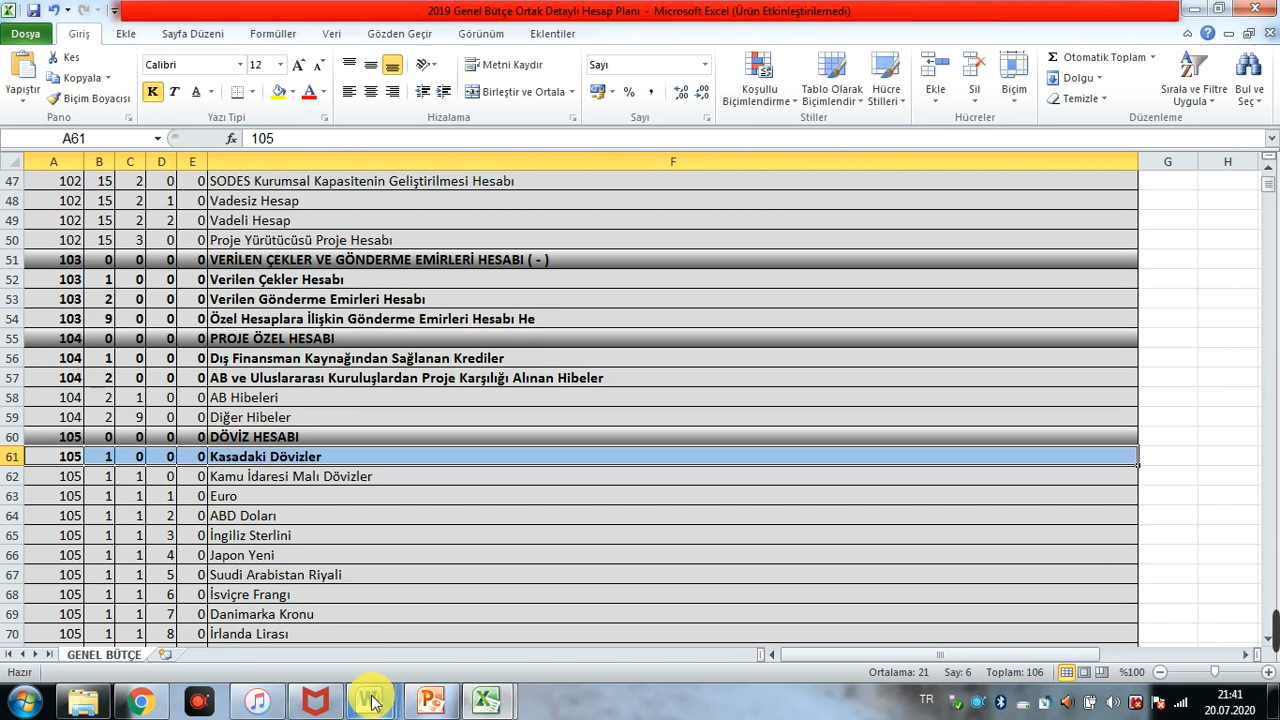 2019 Genel Bütçe Ortak Detaylı Hesap Planı - Microsoft Excel (Ürün Etkinleştirilemedi)
Dosya Giriş Ekle Sayfa Düzeni Formüller Veri Gözden Geçir Görünüm Eklentiler
Kes
Kopyala
Biçim Boyacısı
Yapıştır
Pano
Calibri 12
K T A
Yazı Tipi
Metni Kaydır
Birleştir ve Ortala
Hizalama
Sayı
Sayı
Koşullu Biçimlendirme
Tablo Olarak Biçimlendir
Hücre Stilleri
Stiller
Ekle Sil Biçim
Hücreler
Otomatik Toplam
Dolgu
Temizle
Sırala ve Filtre Uygula
Bul ve Seç
Düzenleme
A61 fx 105
A B C D E F G H
47 102 15 2 0 0 SODES Kurumsal Kapasitenin Geliştirilmesi Hesabı
48 102 15 2 1 0 Vadesiz Hesap
49 102 15 2 2 0 Vadeli Hesap
50 102 15 3 0 0 Proje Yürütücüsü Proje Hesabı
51 103 0 0 0 0 VERİLEN ÇEKLER VE GÖNDERME EMİRLERİ HESABI ( - )
52 103 1 0 0 0 Verilen Çekler Hesabı
53 103 2 0 0 0 Verilen Gönderme Emirleri Hesabı
54 103 9 0 0 0 Özel Hesaplara İlişkin Gönderme Emirleri Hesabı He
55 104 0 0 0 0 PROJE ÖZEL HESABI
56 104 1 0 0 0 Dış Finansman Kaynağından Sağlanan Krediler
57 104 2 0 0 0 AB ve Uluslararası Kuruluşlardan Proje Karşılığı Alınan Hibeler
58 104 2 1 0 0 AB Hibeleri
59 104 2 9 0 0 Diğer Hibeler
60 105 0 0 0 0 DÖVİZ HESABI
61 105 1 0 0 0 Kasadaki Dövizler
62 105 1 1 0 0 Kamu İdaresi Malı Dövizler
63 105 1 1 1 0 Euro
64 105 1 1 2 0 ABD Doları
65 105 1 1 3 0 İngiliz Sterlini
66 105 1 1 4 0 Japon Yeni
67 105 1 1 5 0 Suudi Arabistan Riyali
68 105 1 1 6 0 İsviçre Frangı
69 105 1 1 7 0 Danimarka Kronu
70 105 1 1 8 0 İrlanda Lirası
GENEL BÜTÇE
Hazır Ortalama: 21 Say: 6 Toplam: 106 %100
TR 21:41
20.07.2020